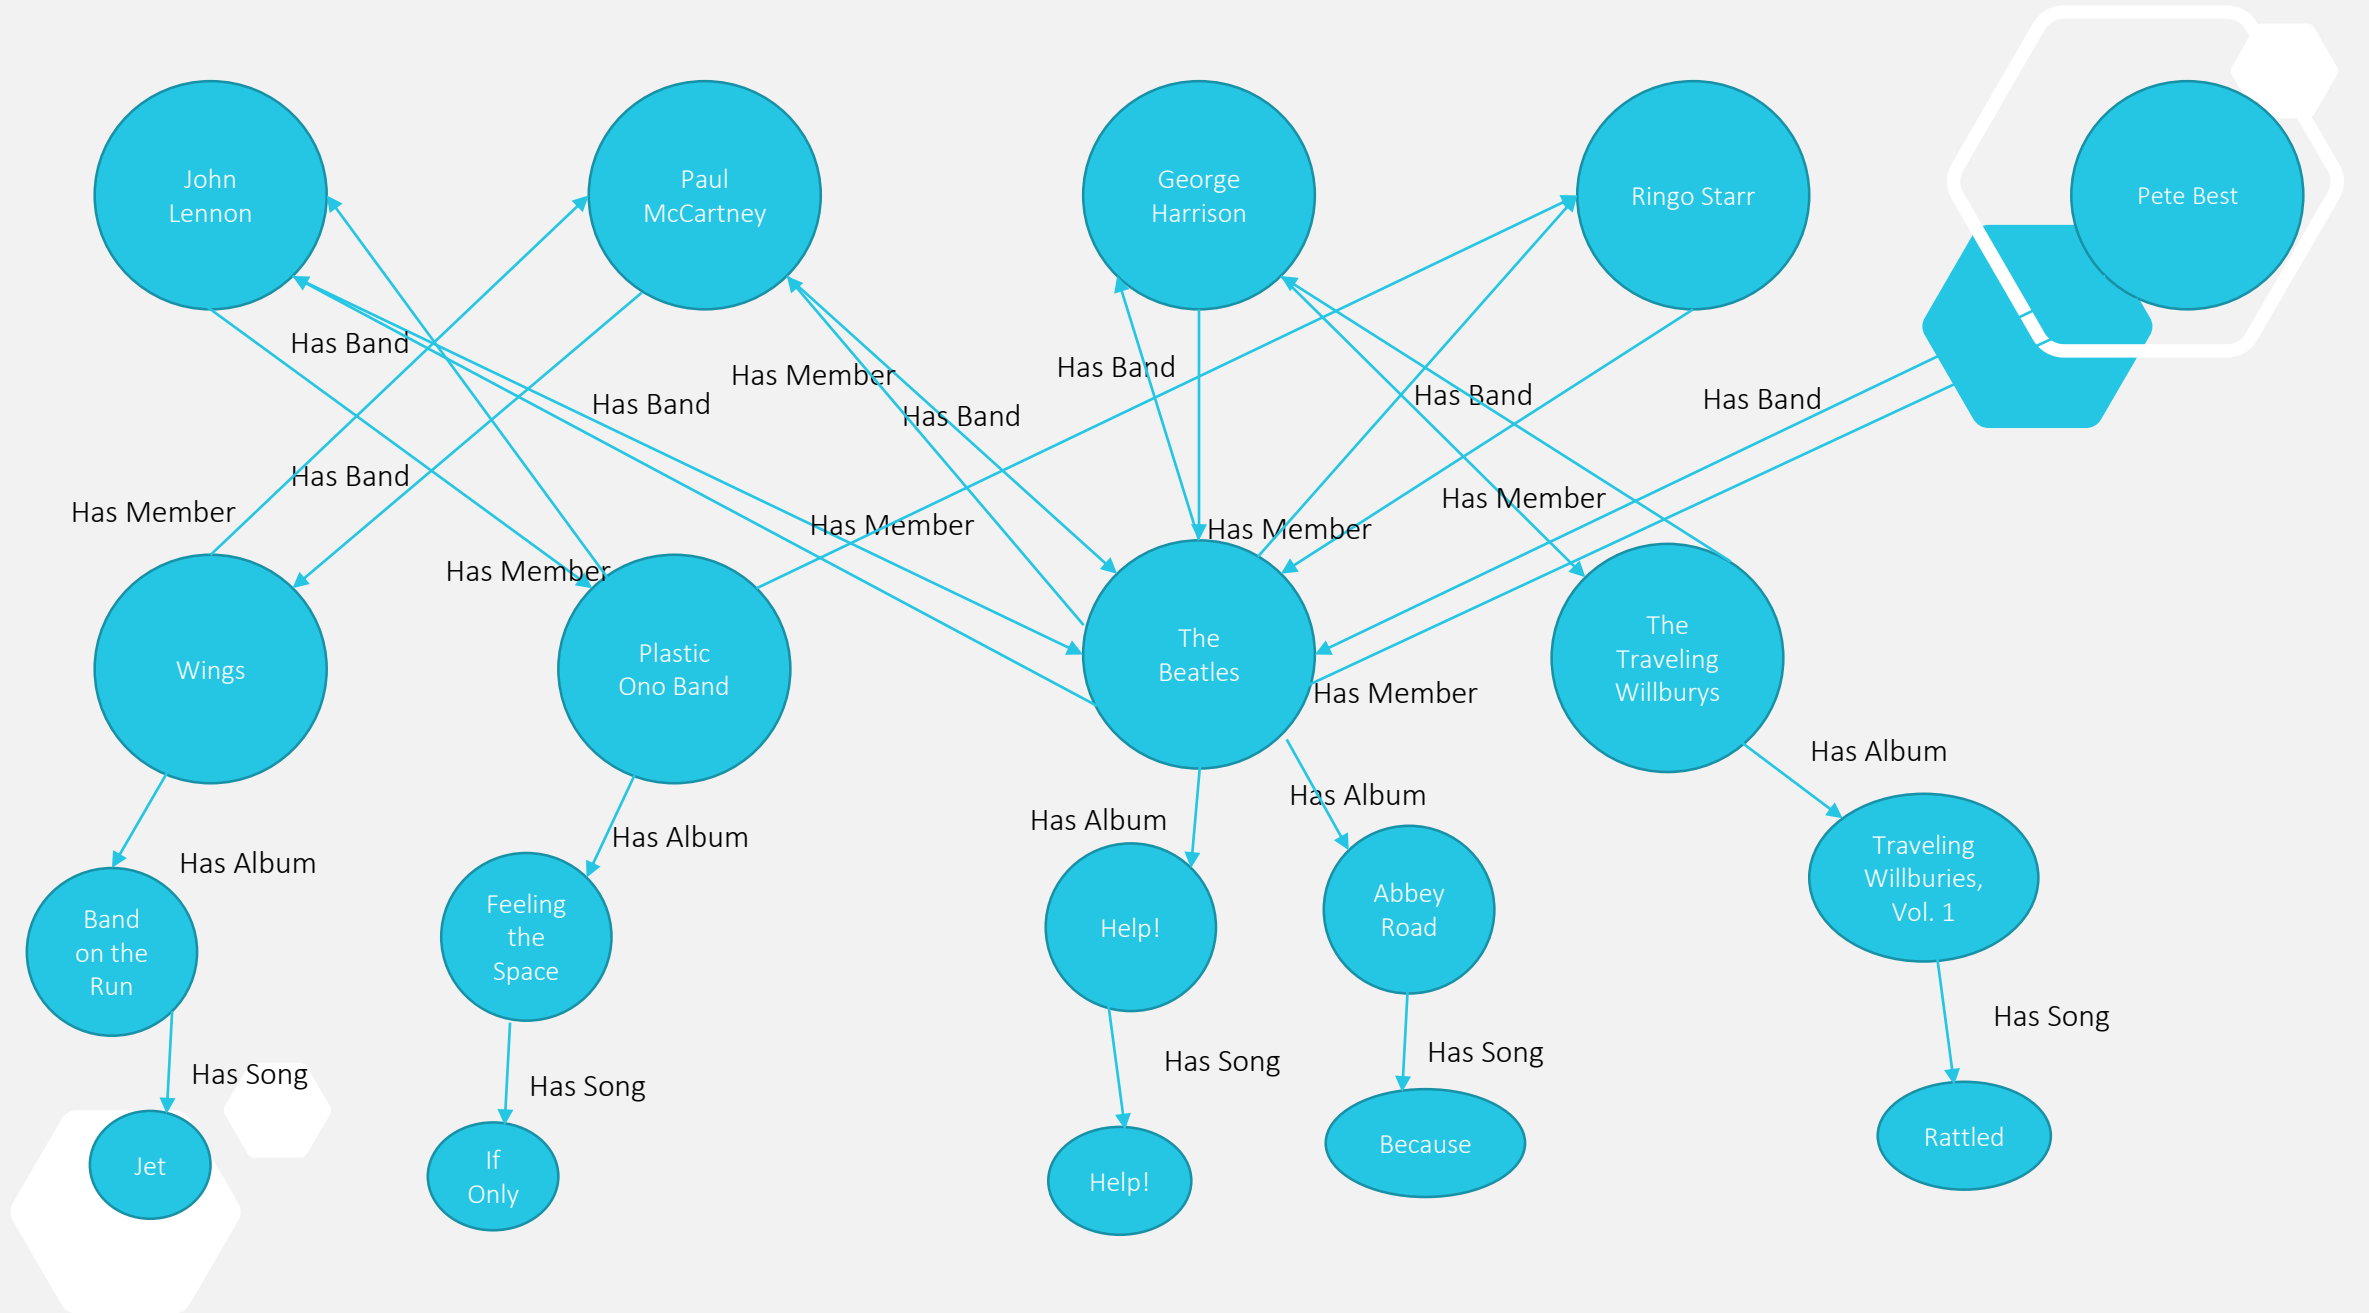 John
Lennon
Paul
McCartney
George
Harrison
Ringo Starr
Pete Best
Has Band
Has Member
Has Band
Has Band
Has Band
Has Band
Has Band
Has Band
Has Member
Has Member
Has Member
Has Member
Has Member
Has Member
Wings
Plastic
Ono Band
The
Beatles
The
Traveling
Willburys
Has Album
Has Album
Has Album
Has Album
Has Album
Band
on the
Run
Feeling
the
Space
Help!
Abbey
Road
Traveling
Willburies,
Vol. 1
Has Song
Has Song
Has Song
Has Song
Has Song
Jet
If
Only
Help!
Because
Rattled